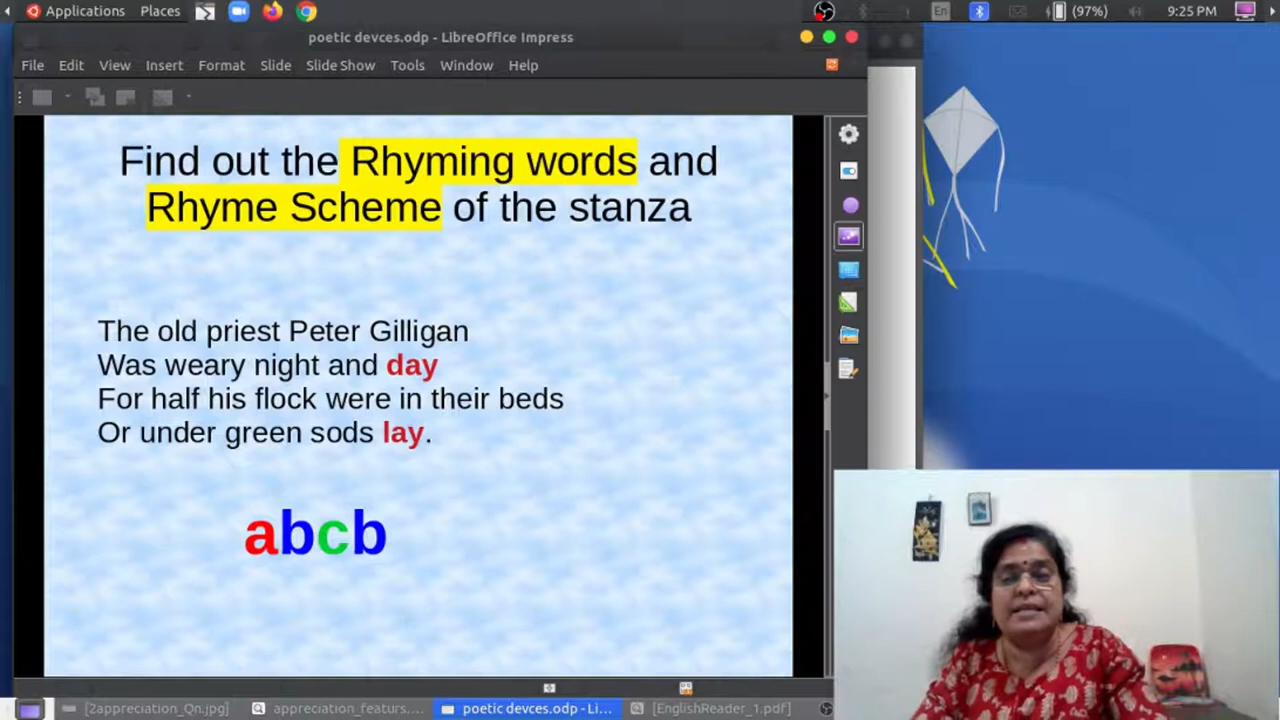 Applications Places En (97%) 9:25 PM
poetic devces.odp - LibreOffice Impress
File Edit View Insert Format Slide Slide Show Tools Window Help
Find out the Rhyming words and
Rhyme Scheme of the stanza
The old priest Peter Gilligan
Was weary night and day
For half his flock were in their beds
Or under green sods lay.
abcb
[2appreciation_Qn.jpg] appreciation_featurs.... poetic devces.odp - Li... [EnglishReader_1.pdf]